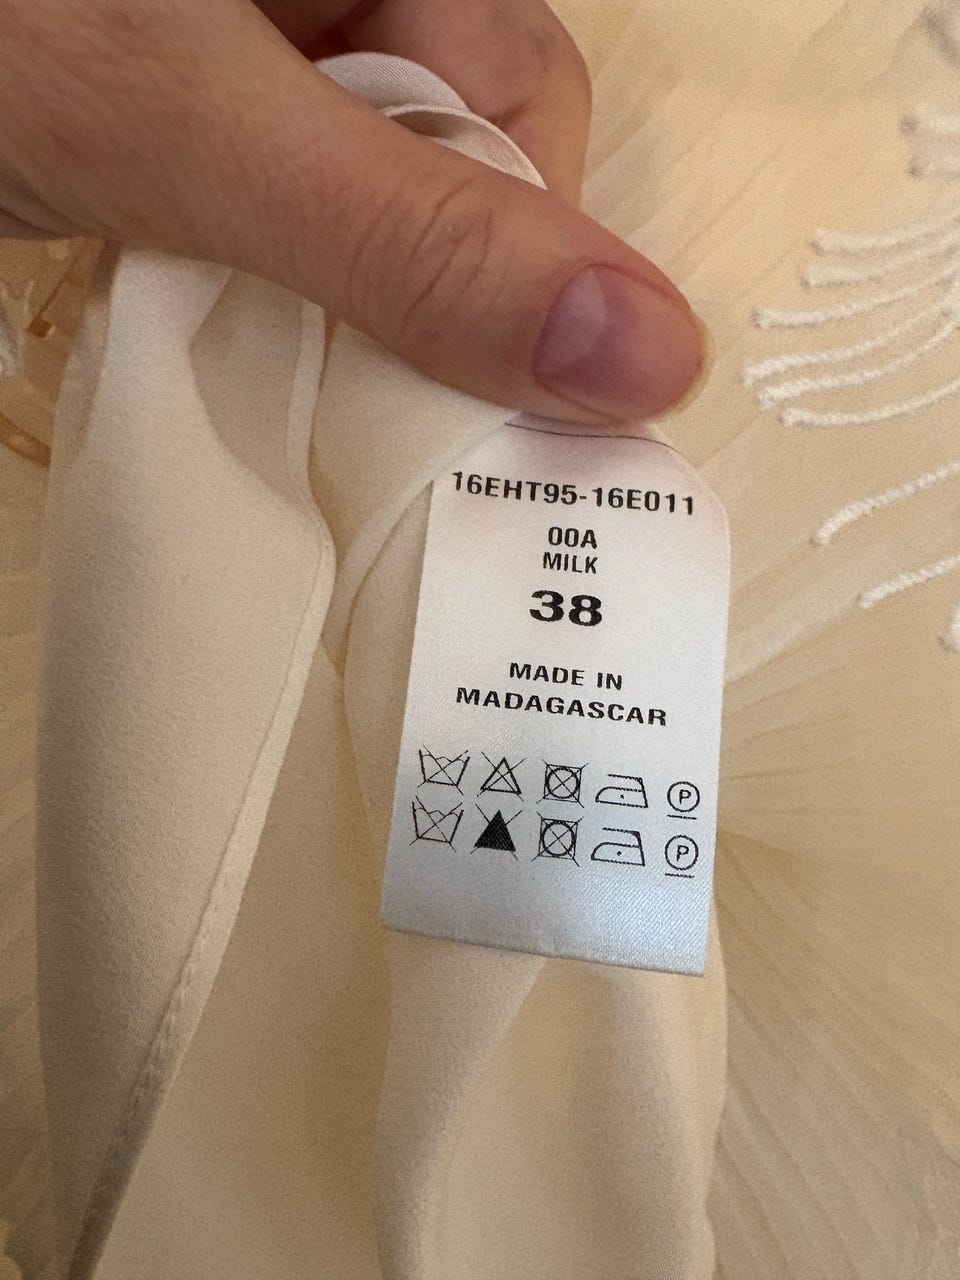 16EHT95-16E011
00A
MILK
38
MADE IN
MADAGASCAR
P
P